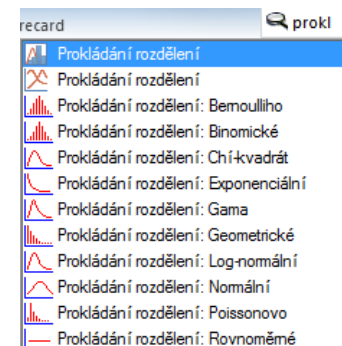 recard
prokl
Prokládání rozdělení
Prokládání rozdělení
Prokládání rozdělení: Bernoulliho
Prokládání rozdělení: Binomické
Prokládání rozdělení: Chí-kvadrát
Prokládání rozdělení: Exponenciální
Prokládání rozdělení: Gama
Prokládání rozdělení: Geometrické
Prokládání rozdělení: Log-normální
Prokládání rozdělení: Normální
Prokládání rozdělení: Poissonovo
Prokládání rozdělení: Rovnoměrné